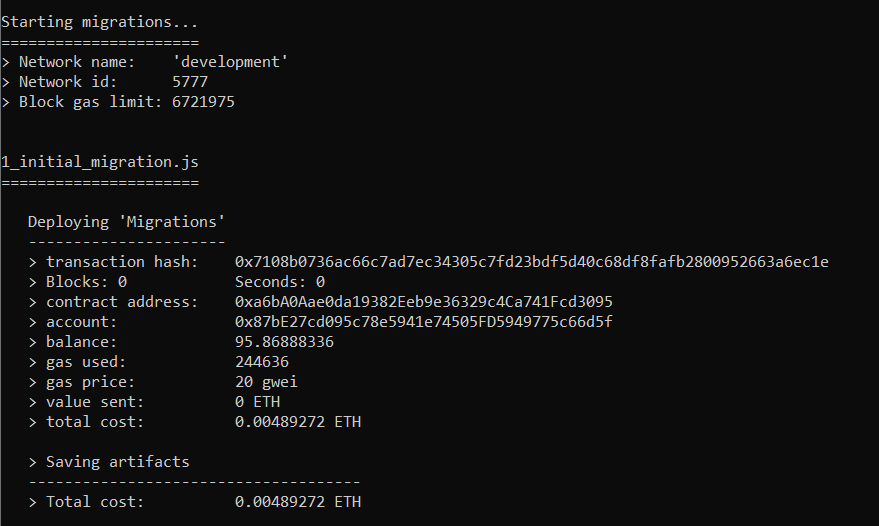 Starting migrations...
======================
> Network name:    'development'
> Network id:      5777
> Block gas limit: 6721975
1_initial_migration.js
======================
Deploying 'Migrations'
----------------------
> transaction hash:    0x7108b0736ac66c7ad7ec34305c7fd23bdf5d40c68df8fafb2800952663a6ec1e
> Blocks: 0            Seconds: 0
> contract address:    0xa6bA0Aae0da19382Eeb9e36329c4Ca741Fcd3095
> account:             0x87bE27cd095c78e5941e74505FD5949775c66d5f
> balance:             95.86888336
> gas used:            244636
> gas price:           20 gwei
> value sent:          0 ETH
> total cost:          0.00489272 ETH
> Saving artifacts
-------------------------------------
> Total cost:          0.00489272 ETH